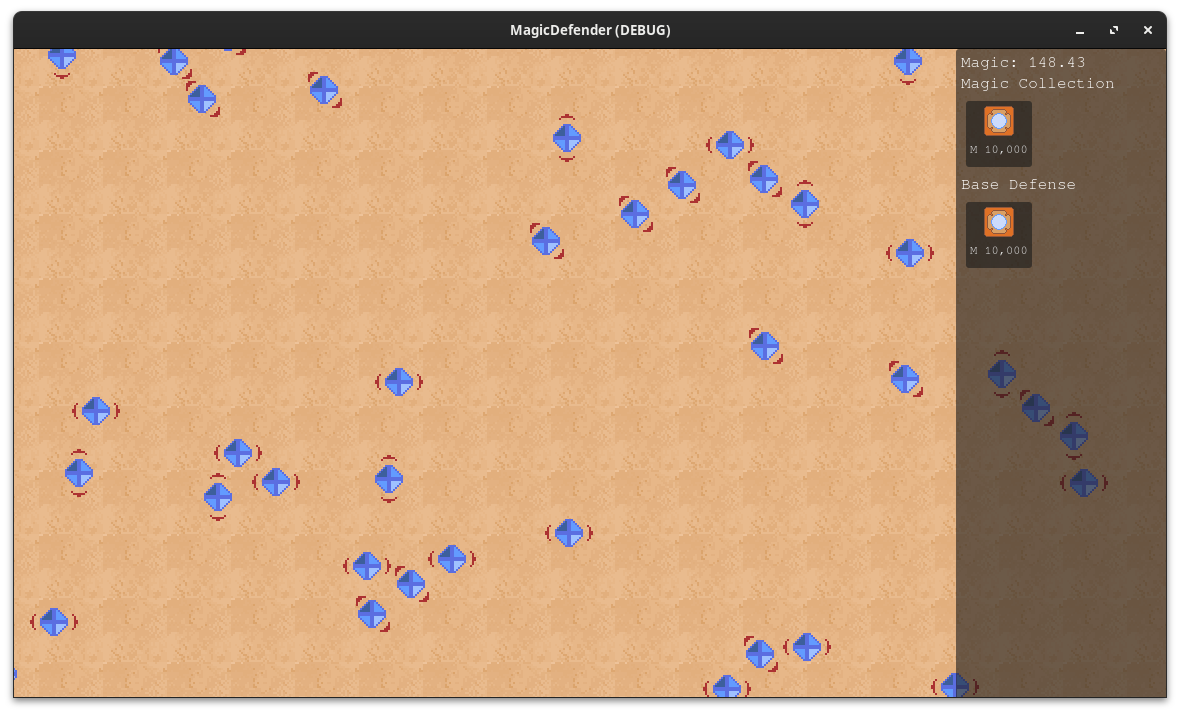 MagicDefender (DEBUG)
Magic: 148.43
Magic Collection
M 10,000
Base Defense
M 10,000